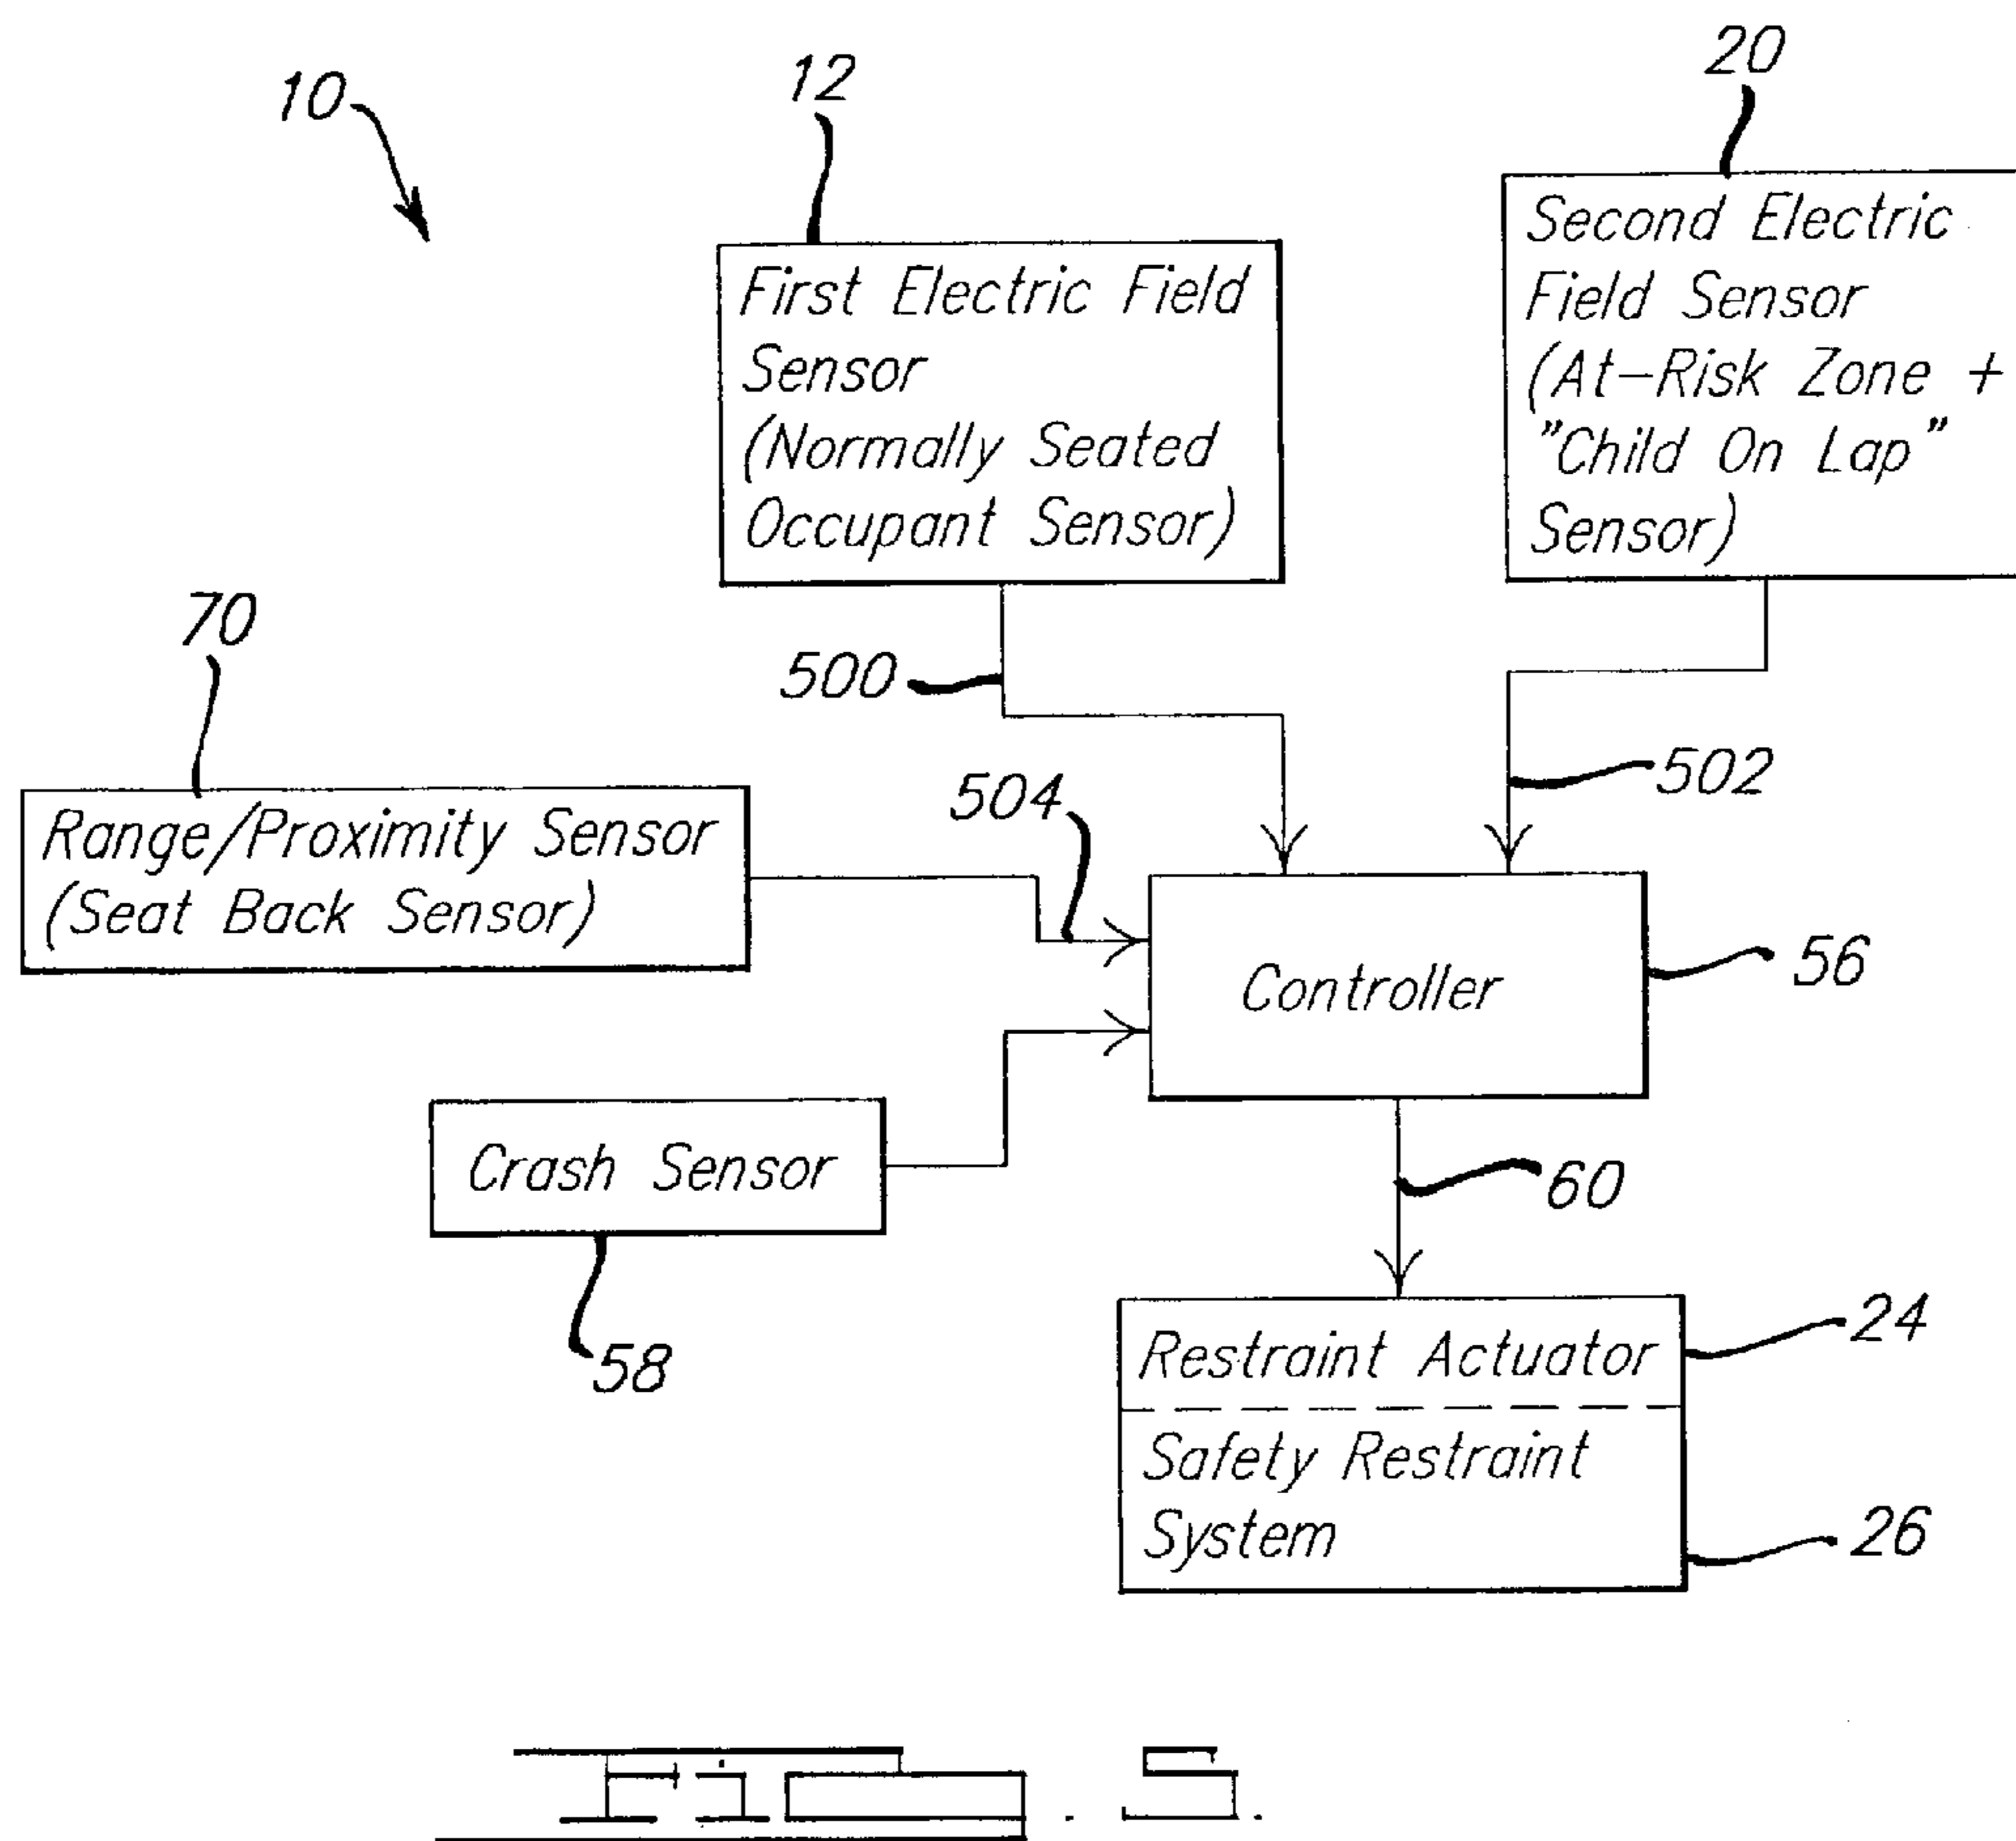 10
12
20
First Electric Field
Sensor
(Normally Seated
Occupant Sensor)
Second Electric
Field Sensor
(At-Risk Zone +
"Child On Lap"
Sensor)
70
500
502
504
Range/Proximity Sensor
(Seat Back Sensor)
Controller
56
Crash Sensor
58
60
Restraint Actuator
24
Safety Restraint
System
26
Fig. 5.